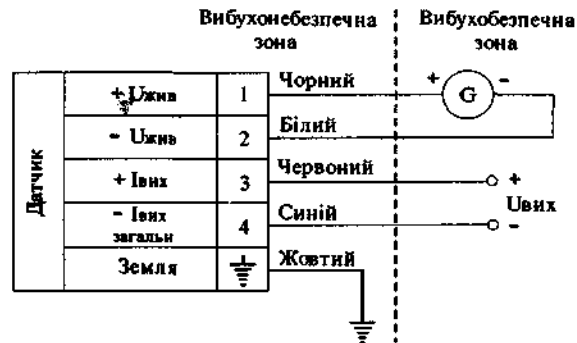 Вибухонебезпечна зона
Вибухобезпечна зона
Датчик
+ Uжив 1 Чорний
- Uжив 2 Білий
+ Iвих 3 Червоний
- Iвих загальн 4 Синій
Земля Жовтий
+ G -
+
Uвих
-